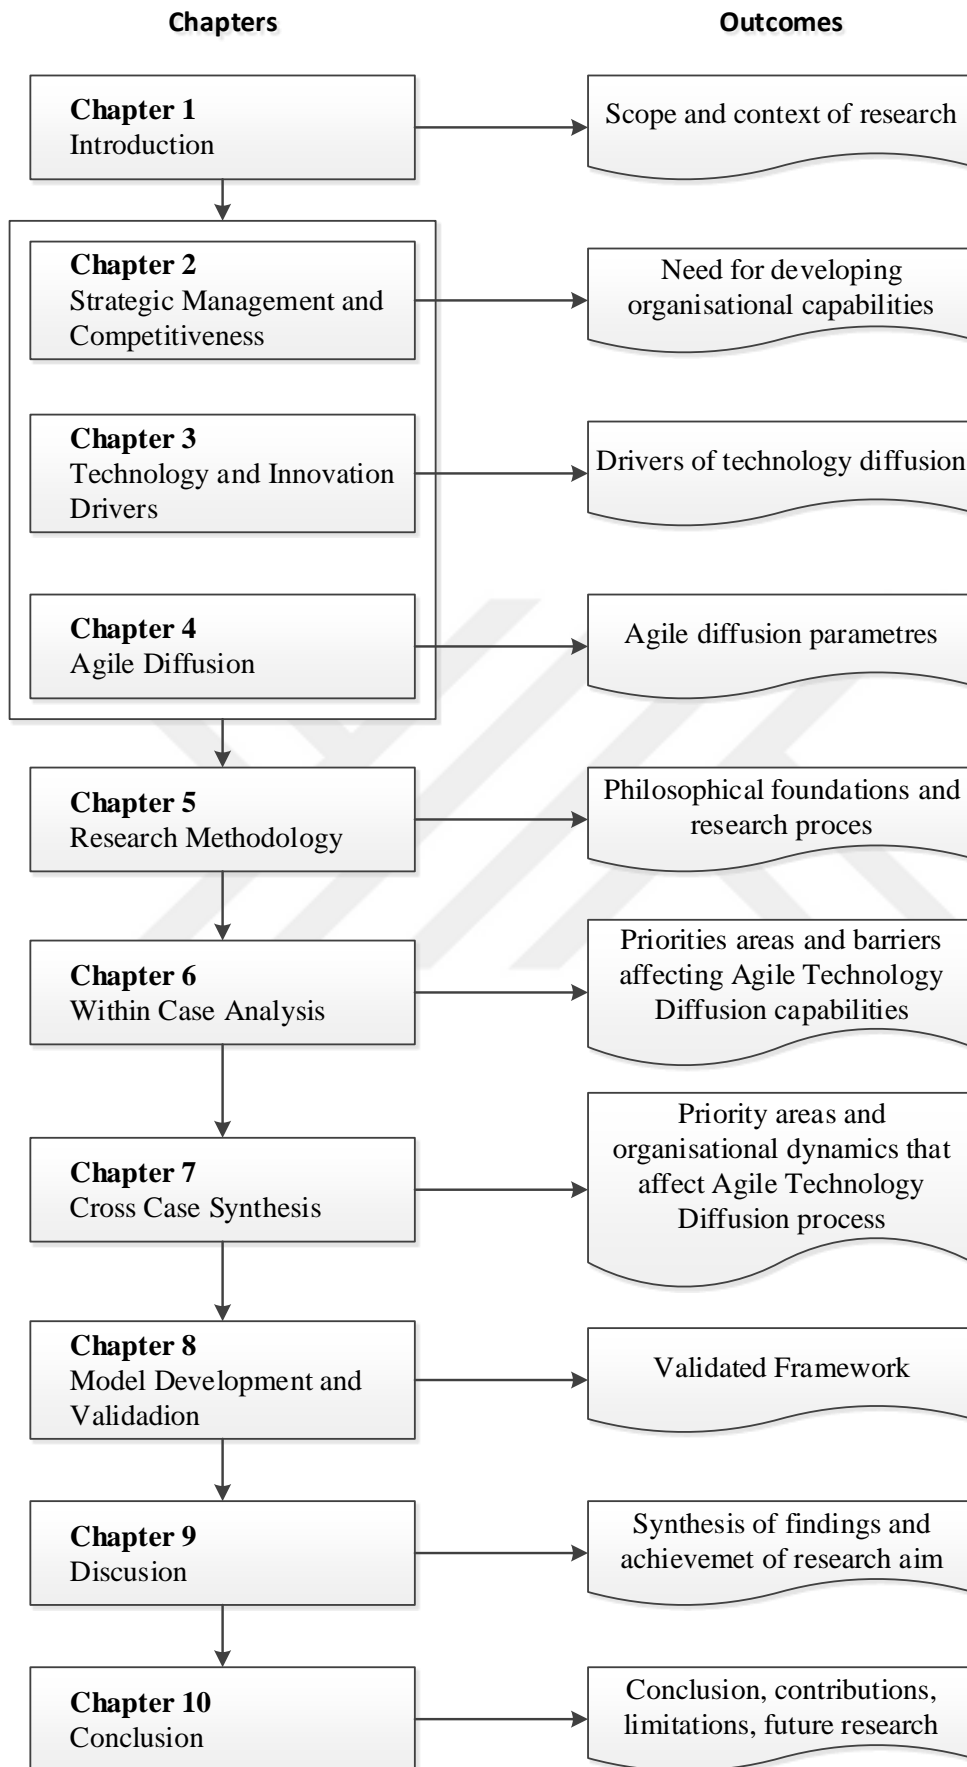 Chapters
Outcomes
Chapter 1
Introduction
Scope and context of research
Chapter 2
Strategic Management and
Competitiveness
Need for developing
organisational capabilities
Chapter 3
Technology and Innovation
Drivers
Drivers of technology diffusion
Chapter 4
Agile Diffusion
Agile diffusion parametres
Chapter 5
Research Methodology
Philosophical foundations and
research proces
Chapter 6
Within Case Analysis
Priorities areas and barriers
affecting Agile Technology
Diffusion capabilities
Chapter 7
Cross Case Synthesis
Priority areas and
organisational dynamics that
affect Agile Technology
Diffusion process
Chapter 8
Model Development and
Validadion
Validated Framework
Chapter 9
Discusion
Synthesis of findings and
achievemet of research aim
Chapter 10
Conclusion
Conclusion, contributions,
limitations, future research